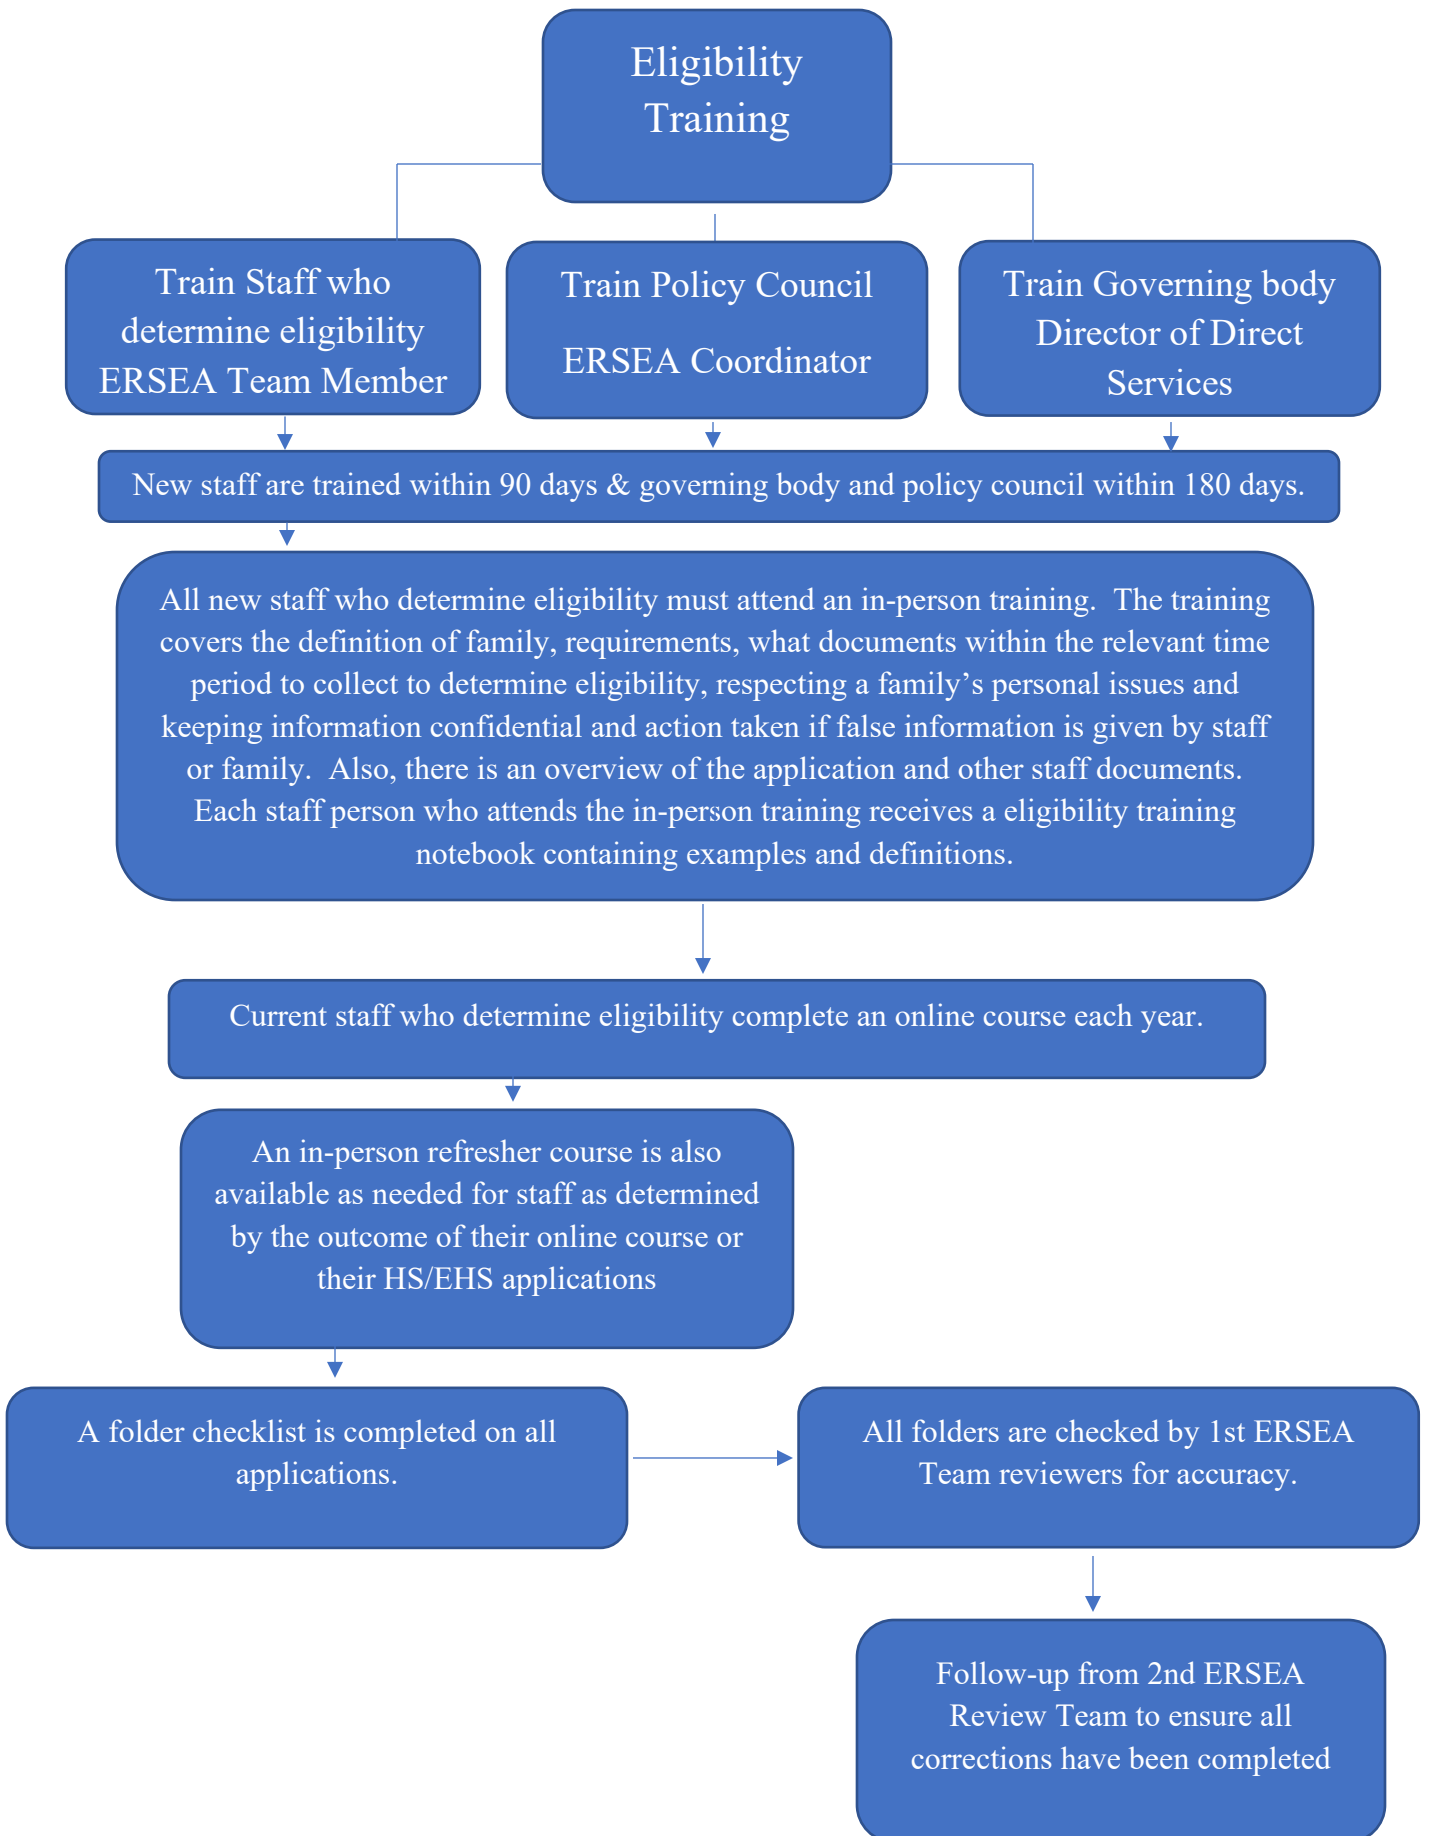 Eligibility
Training
Train Staff who
determine eligibility
ERSEA Team Member
Train Policy Council
ERSEA Coordinator
Train Governing body
Director of Direct
Services
New staff are trained within 90 days & governing body and policy council within 180 days.
All new staff who determine eligibility must attend an in-person training.  The training
covers the definition of family, requirements, what documents within the relevant time
period to collect to determine eligibility, respecting a family’s personal issues and
keeping information confidential and action taken if false information is given by staff
or family.  Also, there is an overview of the application and other staff documents.
Each staff person who attends the in-person training receives a eligibility training
notebook containing examples and definitions.
Current staff who determine eligibility complete an online course each year.
An in-person refresher course is also
available as needed for staff as determined
by the outcome of their online course or
their HS/EHS applications
A folder checklist is completed on all
applications.
All folders are checked by 1st ERSEA
Team reviewers for accuracy.
Follow-up from 2nd ERSEA
Review Team to ensure all
corrections have been completed